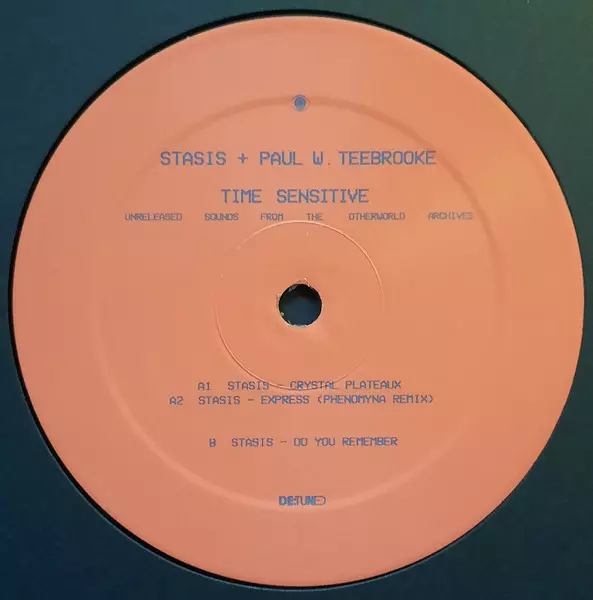 STASIS + PAUL W. TEEBROOKE
TIME SENSITIVE
UNRELEASED SOUNDS FROM THE OTHERWORLD ARCHIVES
A1 STASIS - CRYSTAL PLATEAUX
A2 STASIS - EXPRESS (PHENOMYNA REMIX)
B STASIS - DO YOU REMEMBER
DE:TUNED